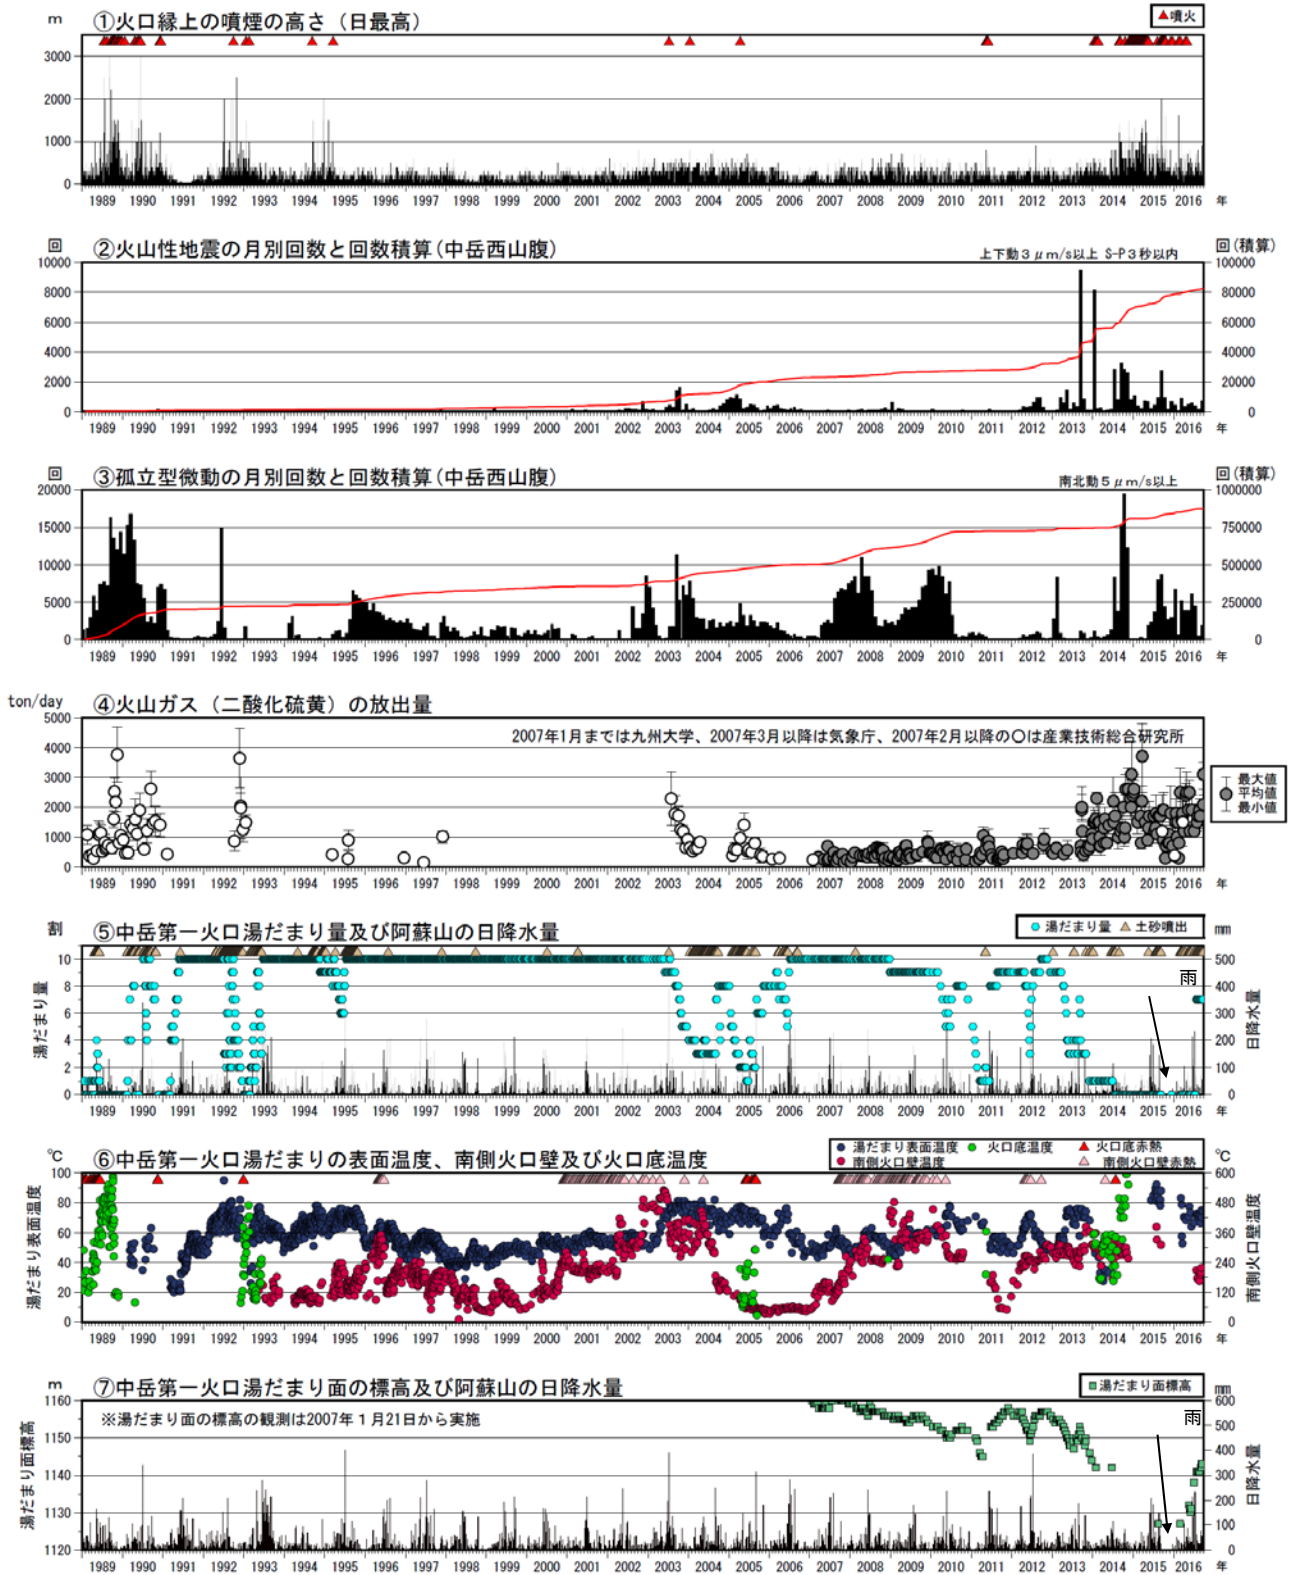 m ①火口縁上の噴煙の高さ（日最高） ▲噴火
3000
2000
1000
0
1989 1990 1991 1992 1993 1994 1995 1996 1997 1998 1999 2000 2001 2002 2003 2004 2005 2006 2007 2008 2009 2010 2011 2012 2013 2014 2015 2016 年
回 ②火山性地震の月別回数と回数積算(中岳西山腹) 上下動３μm/s以上 S-P３秒以内 回(積算)
10000 100000
8000 80000
6000 60000
4000 40000
2000 20000
0 0
1989 1990 1991 1992 1993 1994 1995 1996 1997 1998 1999 2000 2001 2002 2003 2004 2005 2006 2007 2008 2009 2010 2011 2012 2013 2014 2015 2016 年
回 ③孤立型微動の月別回数と回数積算(中岳西山腹) 南北動５μm/s以上 回(積算)
20000 1000000
15000 750000
10000 500000
5000 250000
0 0
1989 1990 1991 1992 1993 1994 1995 1996 1997 1998 1999 2000 2001 2002 2003 2004 2005 2006 2007 2008 2009 2010 2011 2012 2013 2014 2015 2016 年
ton/day ④火山ガス（二酸化硫黄）の放出量
5000
2007年1月までは九州大学、2007年3月以降は気象庁、2007年2月以降の○は産業技術総合研究所
4000
3000
2000
1000
0
最大値
平均値
最小値
1989 1990 1991 1992 1993 1994 1995 1996 1997 1998 1999 2000 2001 2002 2003 2004 2005 2006 2007 2008 2009 2010 2011 2012 2013 2014 2015 2016 年
割 ⑤中岳第一火口湯だまり量及び阿蘇山の日降水量 湯だまり量 土砂噴出 mm
湯だまり量
10 500
8 400
6 300
4 200
2 100
0 0
日降水量
雨
1989 1990 1991 1992 1993 1994 1995 1996 1997 1998 1999 2000 2001 2002 2003 2004 2005 2006 2007 2008 2009 2010 2011 2012 2013 2014 2015 2016 年
℃ ⑥中岳第一火口湯だまりの表面温度、南側火口壁及び火口底温度 ℃
湯だまり表面温度 火口底温度 火口底赤熱
南側火口壁温度 南側火口壁赤熱
湯だまり表面温度
100 600
80 480
60 360
40 240
20 120
0 0
南側火口壁温度
1989 1990 1991 1992 1993 1994 1995 1996 1997 1998 1999 2000 2001 2002 2003 2004 2005 2006 2007 2008 2009 2010 2011 2012 2013 2014 2015 2016 年
m ⑦中岳第一火口湯だまり面の標高及び阿蘇山の日降水量 湯だまり面標高 mm
※湯だまり面の標高の観測は2007年１月21日から実施
湯だまり面標高
1160 600
500
1150
400
1140 300
200
1130
100
1120 0
日降水量
雨
1989 1990 1991 1992 1993 1994 1995 1996 1997 1998 1999 2000 2001 2002 2003 2004 2005 2006 2007 2008 2009 2010 2011 2012 2013 2014 2015 2016 年